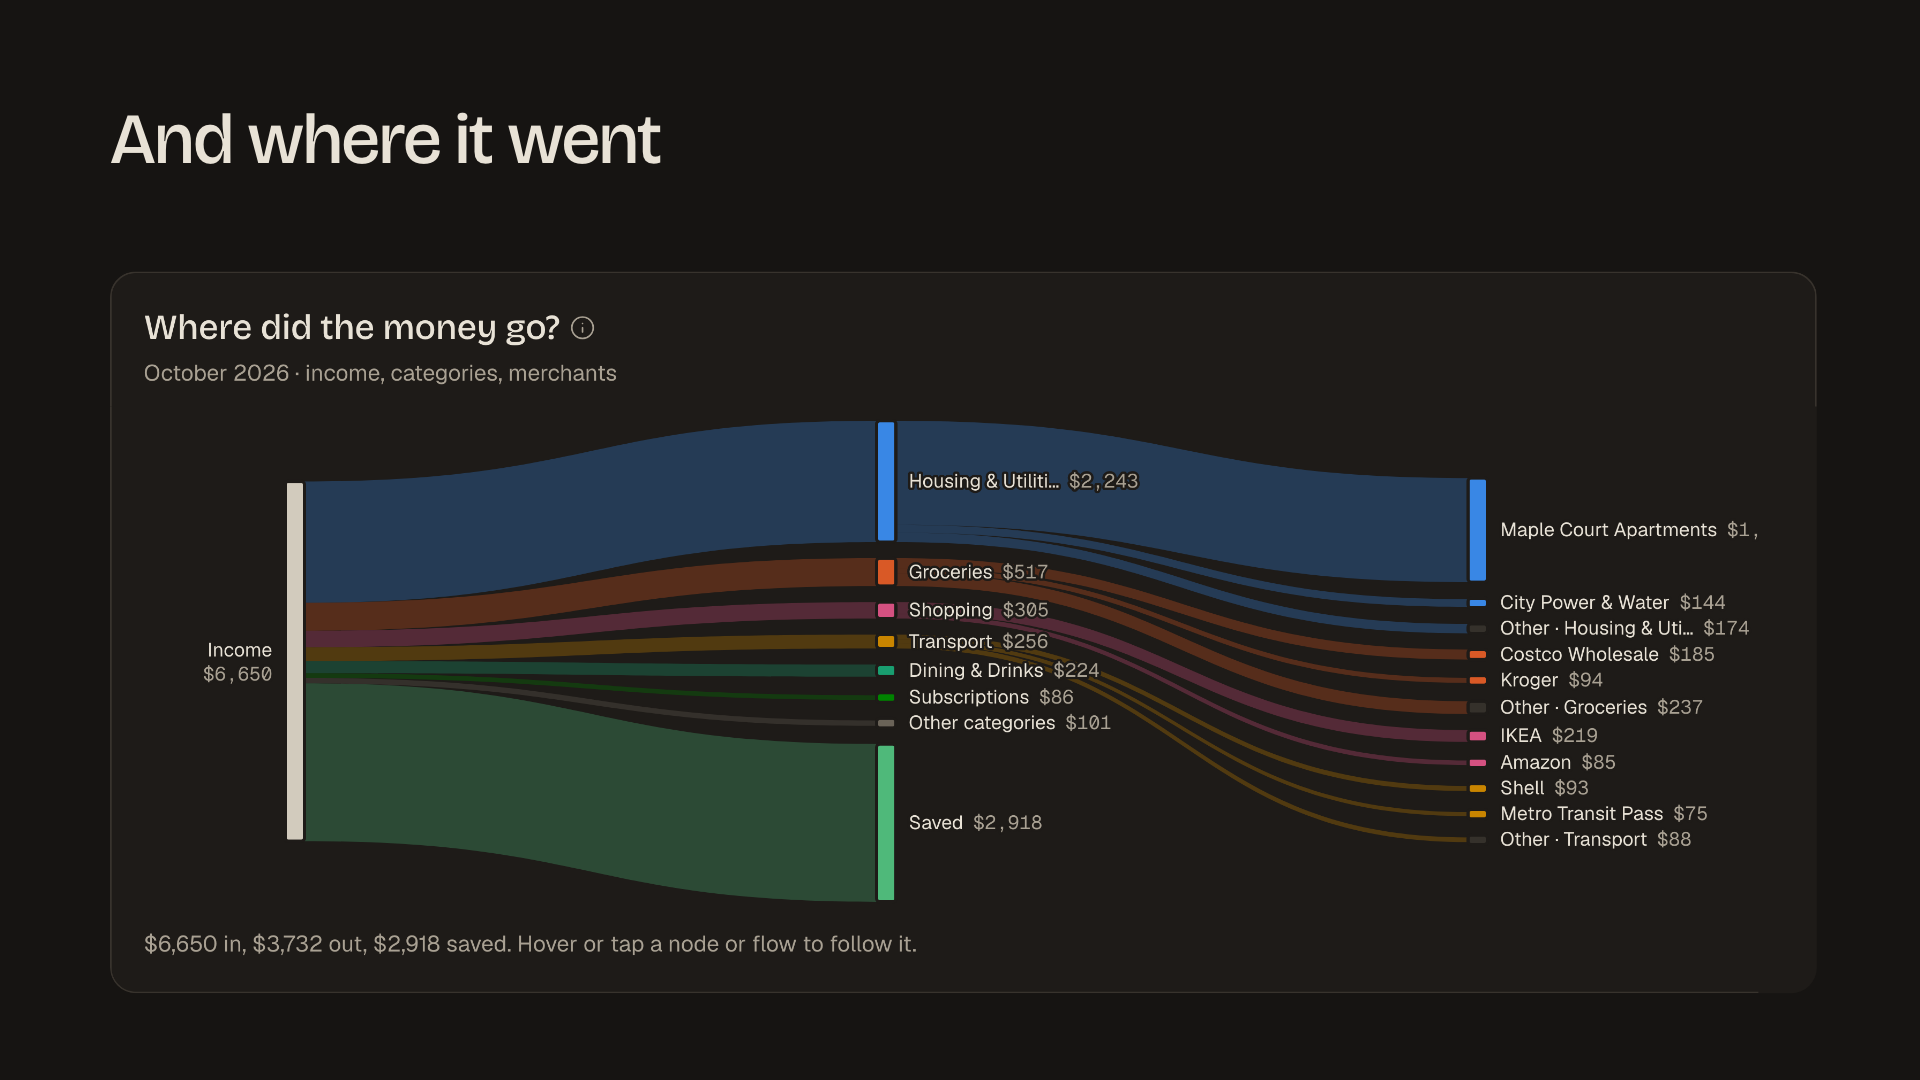 And where it went
Where did the money go?
October 2026 · income, categories, merchants
Income
$6,650
Housing & Utiliti... $2,243
Groceries $517
Shopping $305
Transport $256
Dining & Drinks $224
Subscriptions $86
Other categories $101
Saved $2,918
Maple Court Apartments $1,
City Power & Water $144
Other · Housing & Uti... $174
Costco Wholesale $185
Kroger $94
Other · Groceries $237
IKEA $219
Amazon $85
Shell $93
Metro Transit Pass $75
Other · Transport $88
$6,650 in, $3,732 out, $2,918 saved. Hover or tap a node or flow to follow it.